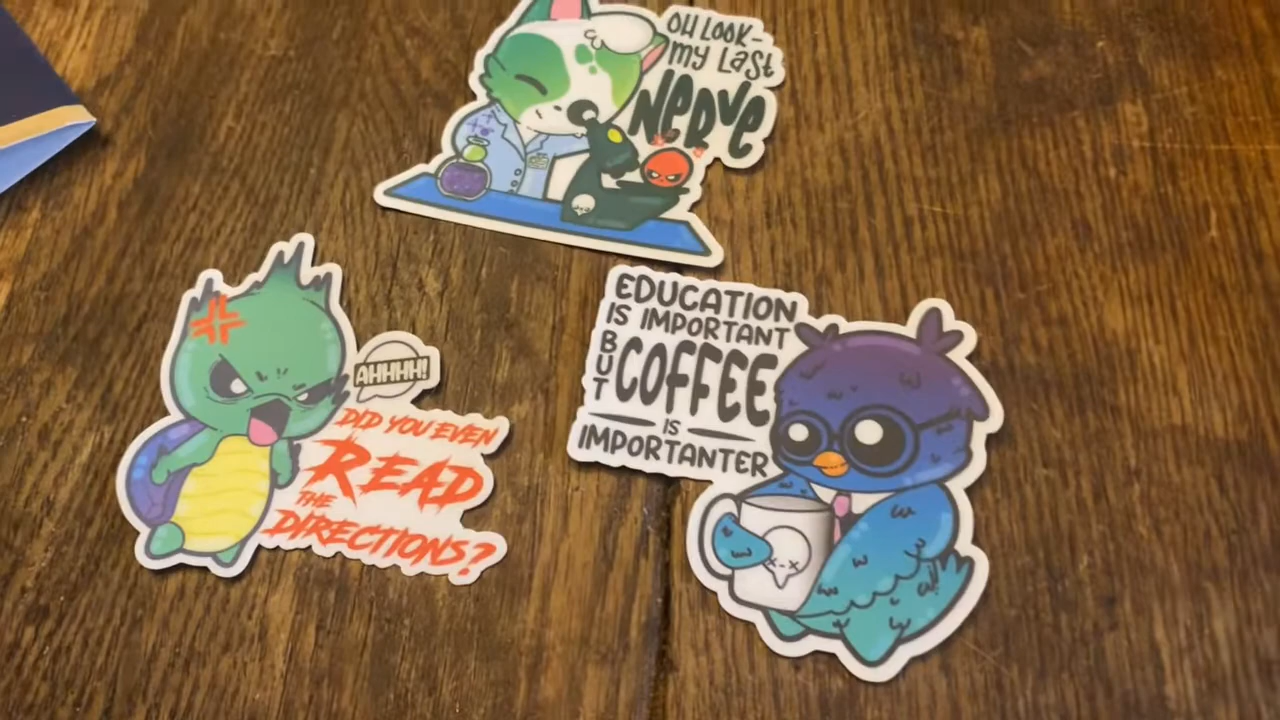 OH LOOK-
my LaST
NeRve
EDUCATION
IS IMPORTANT
BUT COFFEE
IS
IMPORTANTER
AHHHH!
DID YOU EVEN
READ
THE
DIRECTIONS?